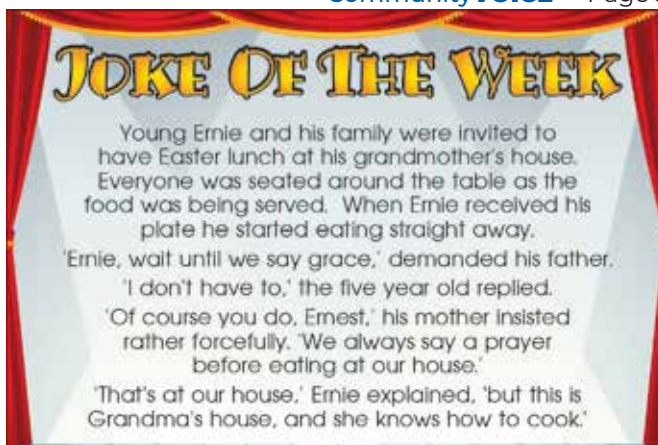 JOKE OF THE WEEK
Young Ernie and his family were invited to
have Easter lunch at his grandmother's house.
Everyone was seated around the table as the
food was being served. When Ernie received his
plate he started eating straight away.
'Ernie, wait until we say grace,' demanded his father.
'I don't have to,' the five year old replied.
'Of course you do, Ernest,' his mother insisted
rather forcefully. 'We always say a prayer
before eating at our house.'
'That's at our house,' Ernie explained, 'but this is
Grandma's house, and she knows how to cook.'